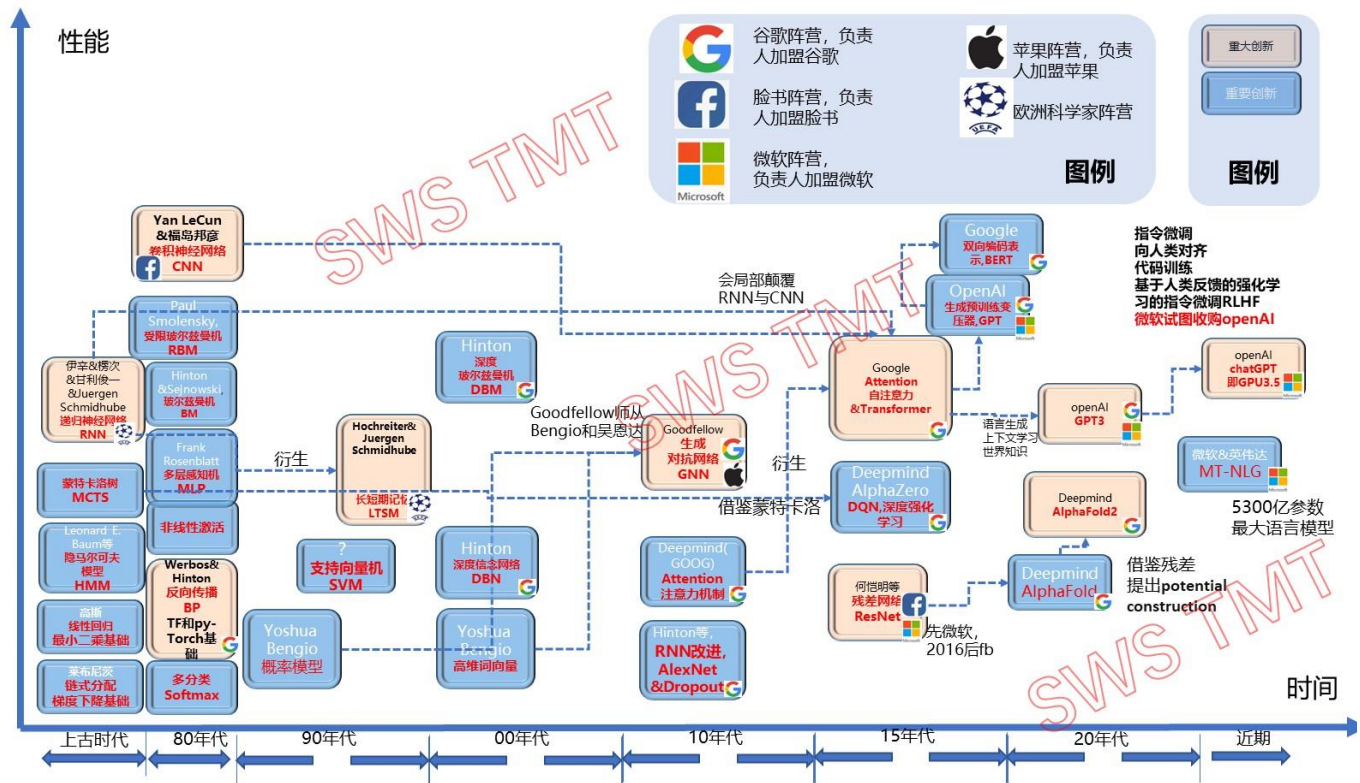 性能
谷歌阵营，负责
人加盟谷歌
脸书阵营，负责
人加盟脸书
Microsoft
微软阵营，
负责人加盟微软
苹果阵营，负责
人加盟苹果
UEFA
欧洲科学家阵营
图例
重大创新
重要创新
图例
SWS TMT
SWS TMT
SWS TMT
Yan LeCun
&福岛邦彦
卷积神经网络
CNN
Paul
Smolensky,
受限玻尔兹曼机
RBM
伊辛&楞次
&甘利俊一
&Juergen
Schmidhube
递归神经网络
RNN
UEFA
Hinton
&Sejnowski,
玻尔兹曼机
BM
Frank
Rosenblatt
多层感知机
MLP
蒙特卡洛树
MCTS
非线性激活
Leonard E.
Baum等
隐马尔可夫
模型
HMM
Werbos&
Hinton
反向传播
BP
TF和py-
Torch基
础
高斯
线性回归
最小二乘基础
莱布尼茨
链式分配
梯度下降基础
多分类
Softmax
衍生
Hochreiter&
Juergen
Schmidhube
长短期记忆
LTSM
UEFA
?
支持向量机
SVM
Yoshua
Bengio
概率模型
Hinton
深度
玻尔兹曼机
DBM
Hinton
深度信念网络
DBN
Yoshua
Bengio
高维词向量
Goodfellow师从
Bengio和吴恩达
Goodfellow
生成
对抗网络
GNN
Deepmind(
GOOG)
Attention
注意力机制
Hinton等，
RNN改进，
AlexNet
&Dropout
会局部颠覆
RNN与CNN
衍生
借鉴蒙特卡洛
Google
Attention
自注意力
&Transformer
Deepmind
AlphaZero
DQN,深度强化
学习
何恺明等
残差网络
ResNet
先微软，
2016后fb
Google
双向编码表
示,BERT
OpenAI
生成预训练变
压器,GPT
Microsoft
语言生成
上下文学习
世界知识
openAI
GPT3
Microsoft
Deepmind
AlphaFold2
Deepmind
AlphaFold
借鉴残差
提出potential
construction
指令微调
向人类对齐
代码训练
基于人类反馈的强化学
习的指令微调RLHF
微软试图收购openAI
openAI
chatGPT
即GPU3.5
Microsoft
微软&英伟达
MT-NLG
Microsoft
5300亿参数
最大语言模型
时间
上古时代
80年代
90年代
00年代
10年代
15年代
20年代
近期